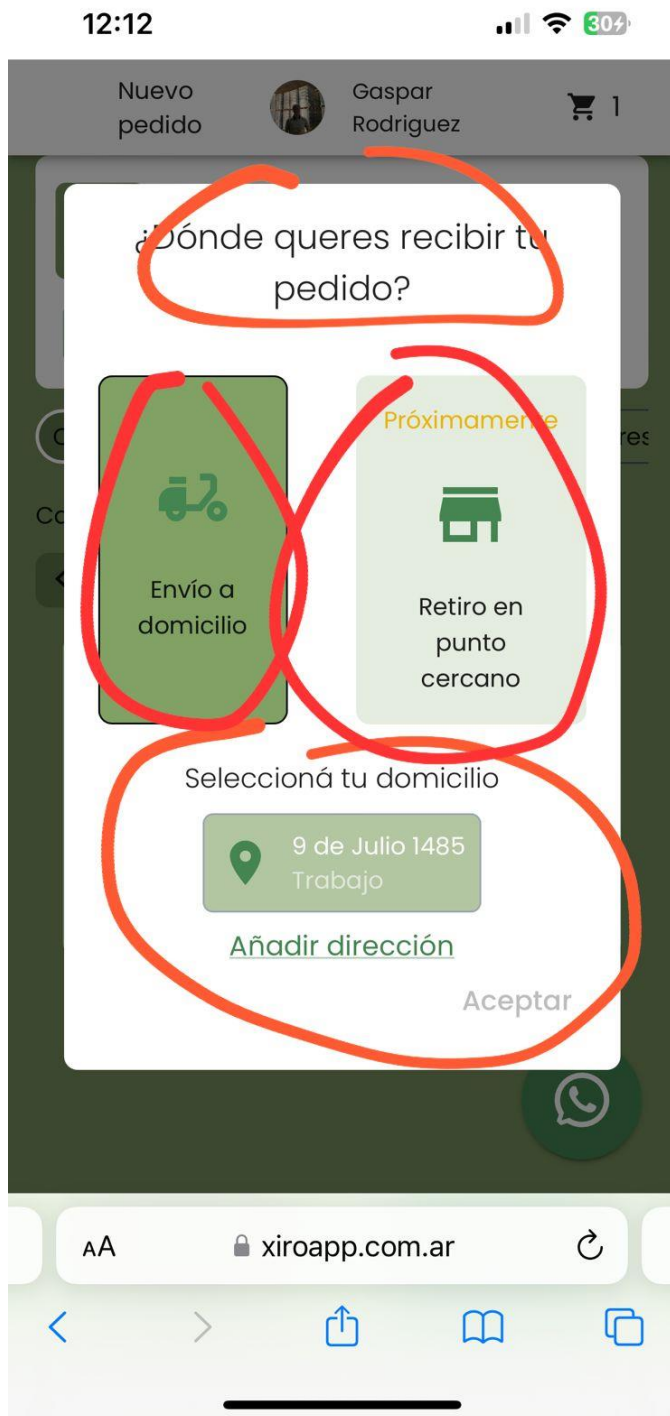 12:12
30
Nuevo
pedido
Gaspar
Rodriguez
1
¿Dónde queres recibir tu
pedido?
Próximamente
res
Envío a
domicilio
Retiro en
punto
cercano
Seleccioná tu domicilio
9 de Julio 1485
Trabajo
Añadir dirección
Aceptar
AA
xiroapp.com.ar